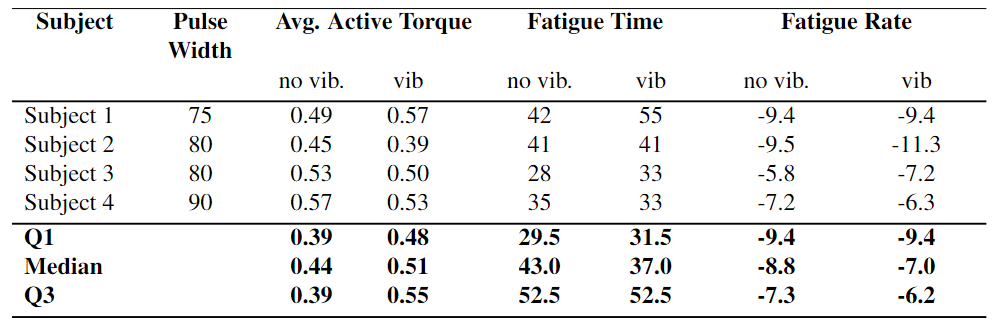 Subject Pulse Width Avg. Active Torque Fatigue Time Fatigue Rate
no vib. vib no vib. vib no vib. vib
Subject 1 75 0.49 0.57 42 55 -9.4 -9.4
Subject 2 80 0.45 0.39 41 41 -9.5 -11.3
Subject 3 80 0.53 0.50 28 33 -5.8 -7.2
Subject 4 90 0.57 0.53 35 33 -7.2 -6.3
Q1 0.39 0.48 29.5 31.5 -9.4 -9.4
Median 0.44 0.51 43.0 37.0 -8.8 -7.0
Q3 0.39 0.55 52.5 52.5 -7.3 -6.2